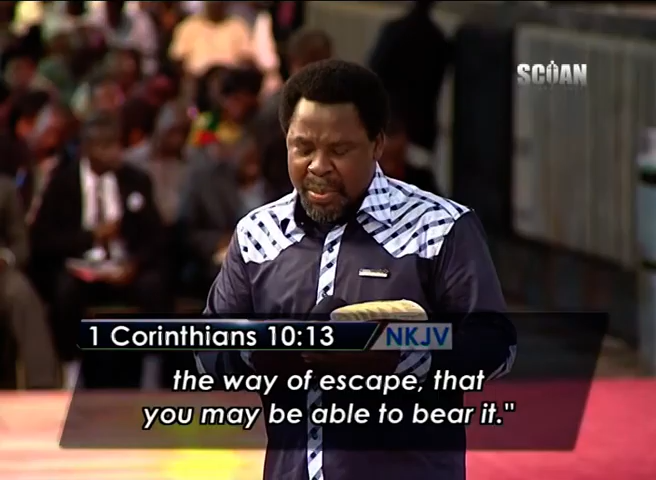 SCOAN
1 Corinthians 10:13 NKJV
the way of escape, that
you may be able to bear it."